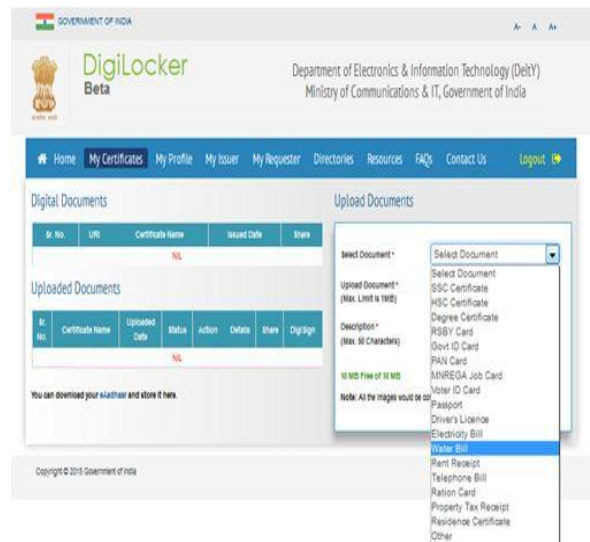 GOVERNMENT OF INDIA
A- A A+
DigiLocker
Beta
Department of Electronics & Information Technology (DeitY)
Ministry of Communications & IT, Government of India
Home My Certificates My Profile My Issuer My Requester Directories Resources FAQs Contact Us Logout
Digital Documents
Sr. No. URI Certificate Name Issued Date Share
NIL
Uploaded Documents
Sr. No. Certificate Name Uploaded Date Status Action Details Share DigiSign
NIL
You can download your eAadhaar and store it here.
Upload Documents
Select Document * Select Document
Upload Document *
(Max. Limit is 1MB)
Description *
(Max. 50 Characters)
10 MB Free of 10 MB
Note: All the images would be
Select Document
SSC Certificate
HSC Certificate
Degree Certificate
RSBY Card
Govt ID Card
PAN Card
MNREGA Job Card
Voter ID Card
Passport
Driver's Licence
Electricity Bill
Water Bill
Rent Receipt
Telephone Bill
Ration Card
Property Tax Receipt
Residence Certificate
Other
Copyright © 2015 Government of India